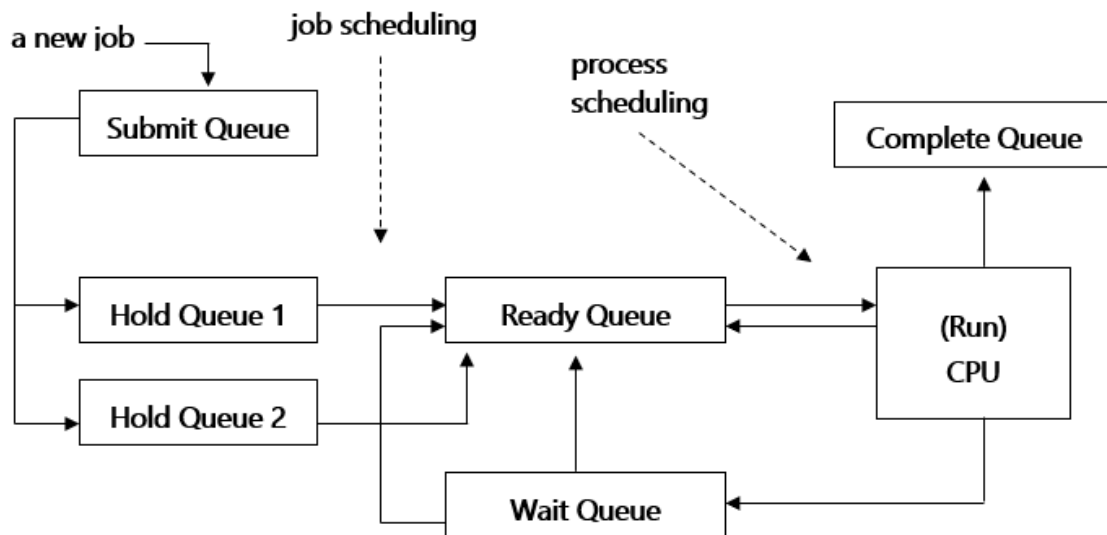 a new job
job scheduling
process
scheduling
Submit Queue
Complete Queue
Hold Queue 1
Ready Queue
(Run)
CPU
Hold Queue 2
Wait Queue